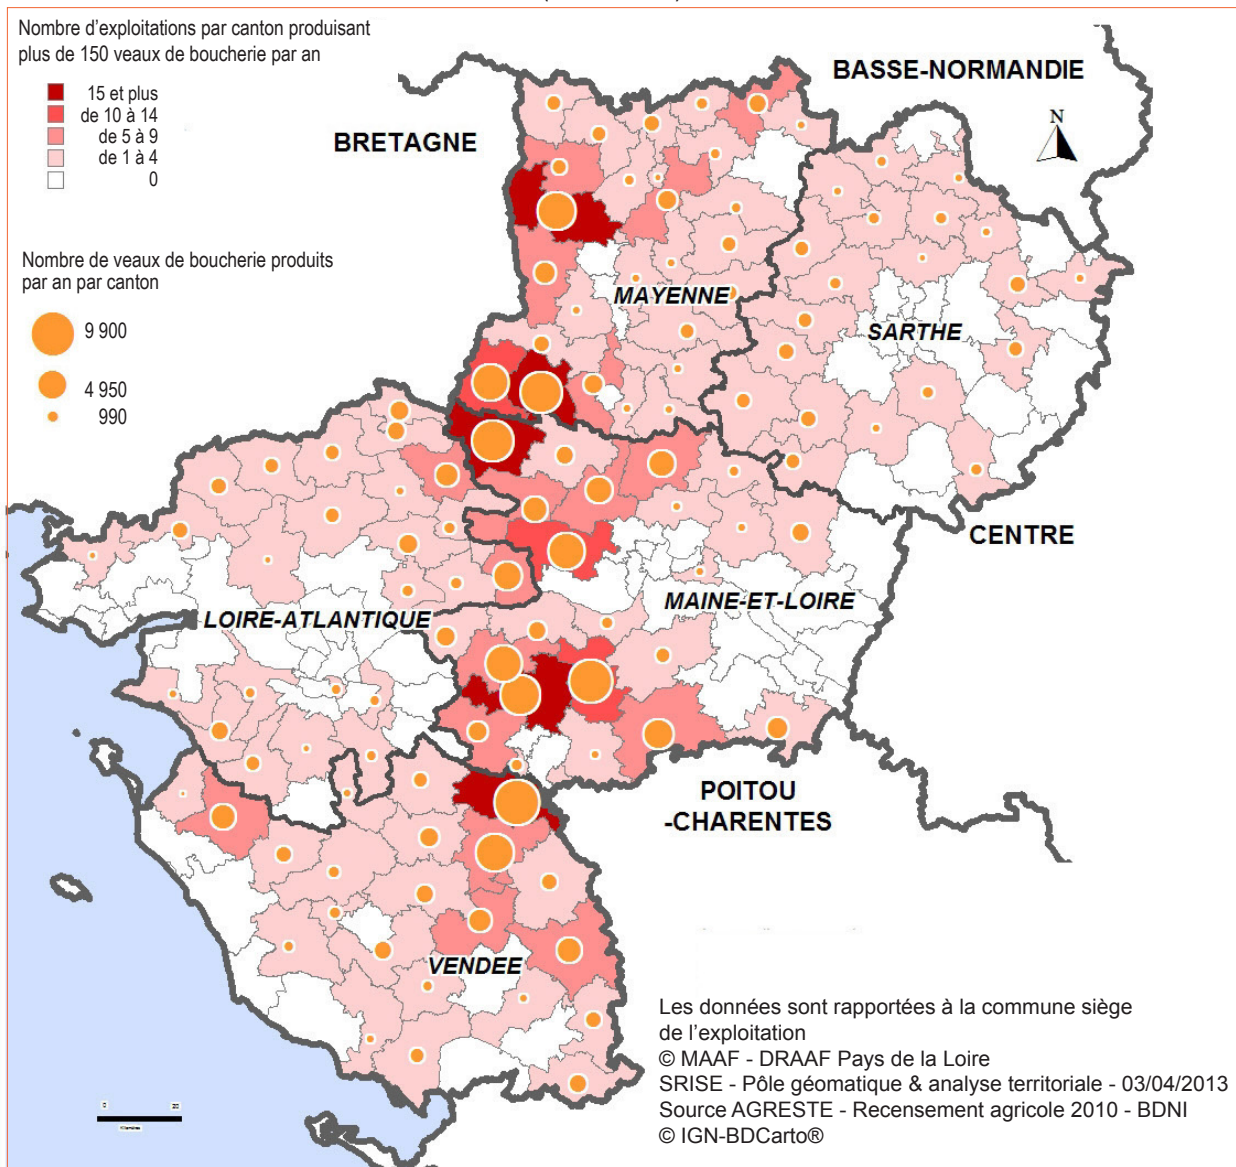 Nombre d'exploitations par canton produisant
plus de 150 veaux de boucherie par an
15 et plus
de 10 à 14
de 5 à 9
de 1 à 4
0
Nombre de veaux de boucherie produits
par an par canton
9 900
4 950
990
BASSE-NORMANDIE
BRETAGNE
N
MAYENNE
SARTHE
CENTRE
LOIRE-ATLANTIQUE
MAINE-ET-LOIRE
POITOU
-CHARENTES
VENDEE
Les données sont rapportées à la commune siège
de l'exploitation
© MAAF - DRAAF Pays de la Loire
SRISE - Pôle géomatique & analyse territoriale - 03/04/2013
Source AGRESTE - Recensement agricole 2010 - BDNI
© IGN-BDCarto®